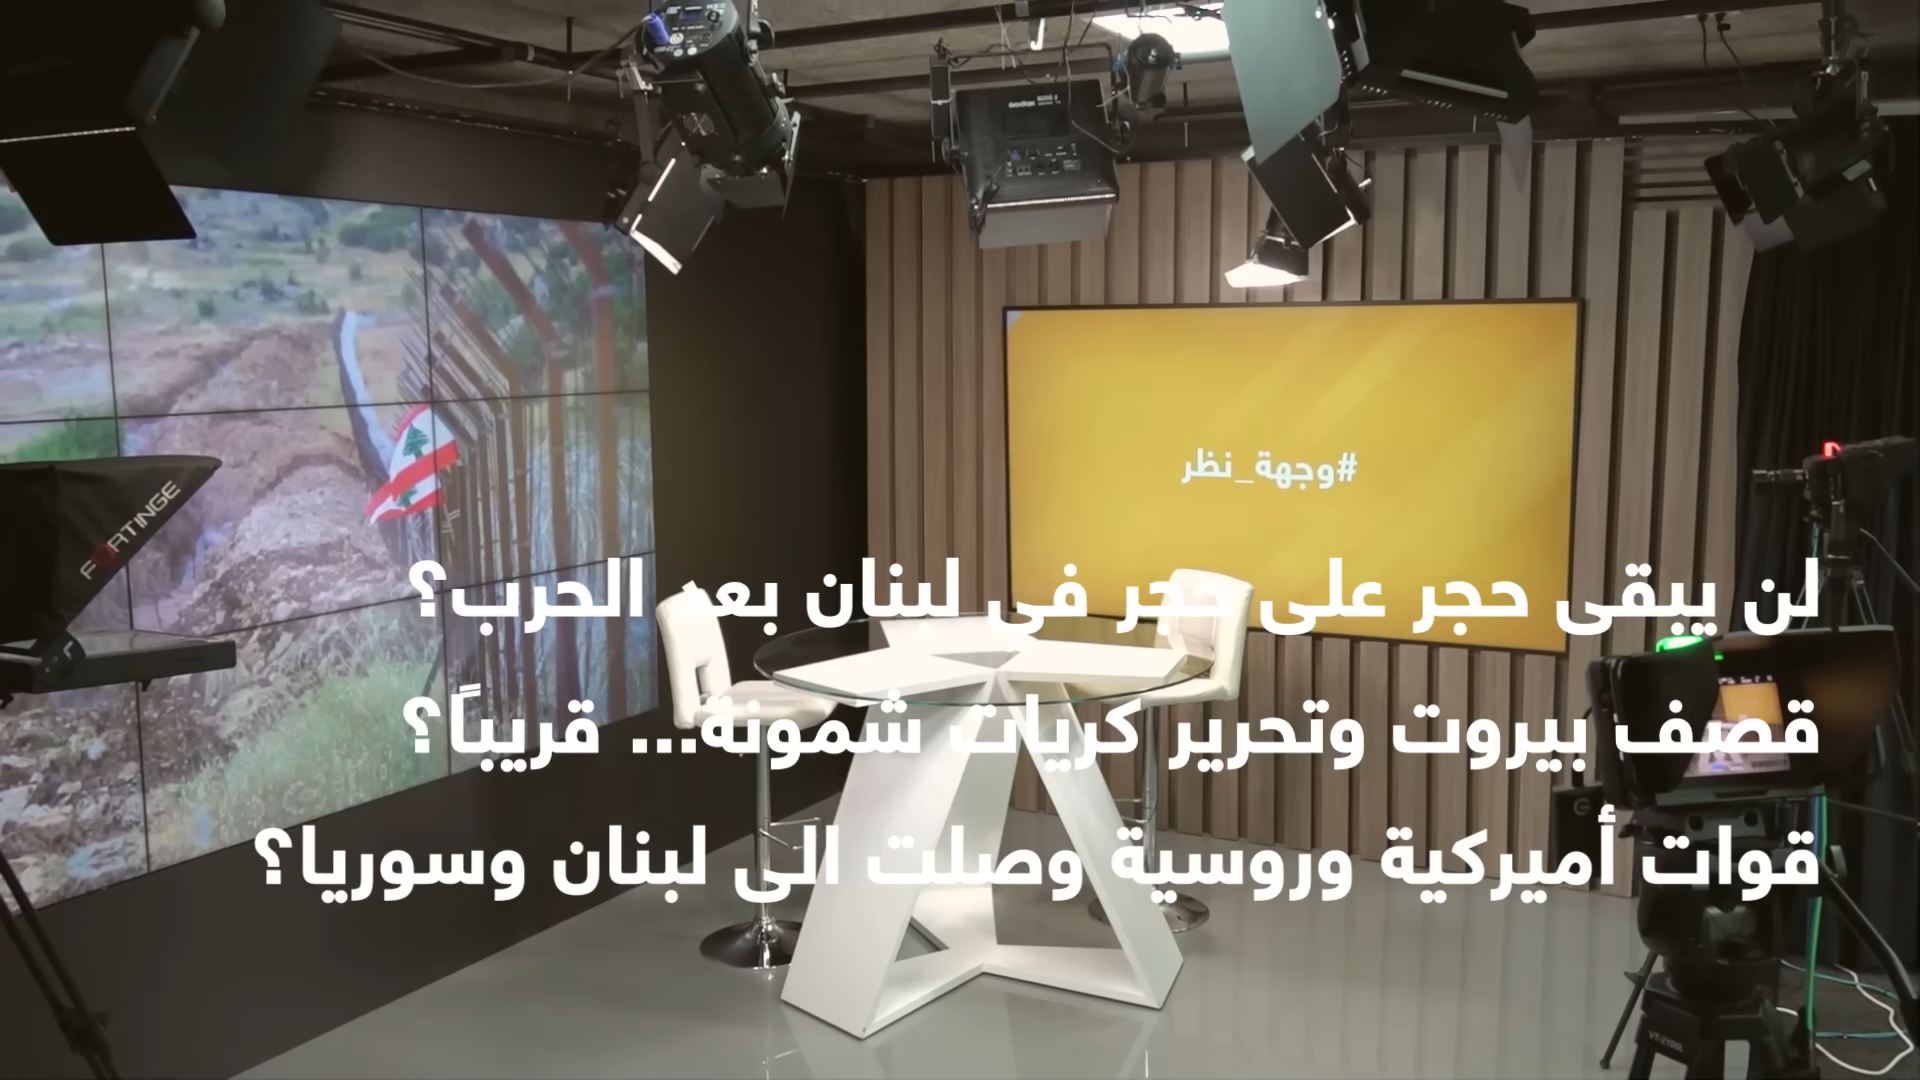 Godox
#وجهة_نظر
FORTINGE
لن يبقى حجر على حجر في لبنان بعد الحرب؟
قصف بيروت وتحرير كريات شمونة... قريباً؟
قوات أميركية وروسية وصلت الى لبنان وسوريا؟